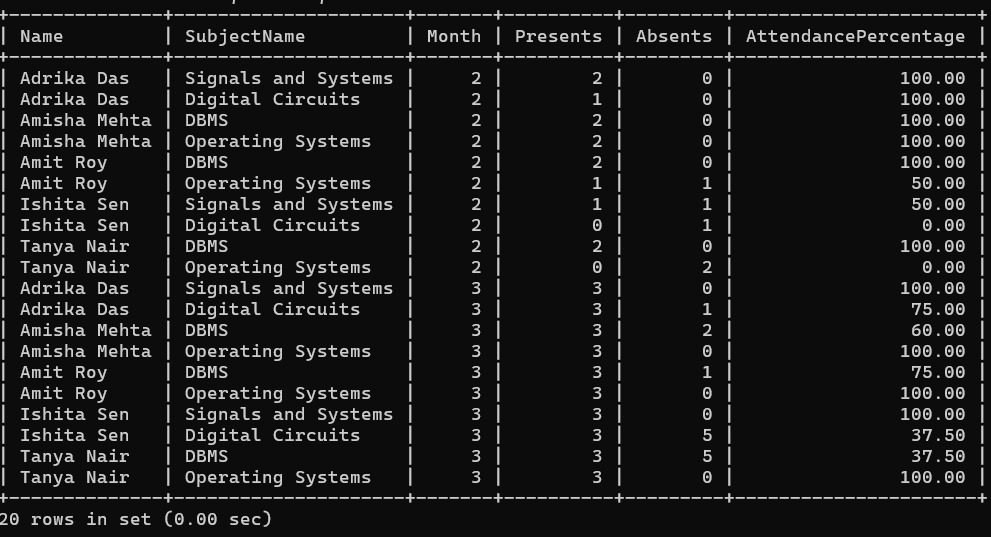 +--------------+---------------------+-------+----------+---------+----------------------+
| Name         | SubjectName         | Month | Presents | Absents | AttendancePercentage |
+--------------+---------------------+-------+----------+---------+----------------------+
| Adrika Das   | Signals and Systems |     2 |        2 |       0 |               100.00 |
| Adrika Das   | Digital Circuits    |     2 |        1 |       0 |               100.00 |
| Amisha Mehta | DBMS                |     2 |        2 |       0 |               100.00 |
| Amisha Mehta | Operating Systems   |     2 |        2 |       0 |               100.00 |
| Amit Roy     | DBMS                |     2 |        2 |       0 |               100.00 |
| Amit Roy     | Operating Systems   |     2 |        1 |       1 |                50.00 |
| Ishita Sen   | Signals and Systems |     2 |        1 |       1 |                50.00 |
| Ishita Sen   | Digital Circuits    |     2 |        0 |       1 |                 0.00 |
| Tanya Nair   | DBMS                |     2 |        2 |       0 |               100.00 |
| Tanya Nair   | Operating Systems   |     2 |        0 |       2 |                 0.00 |
| Adrika Das   | Signals and Systems |     3 |        3 |       0 |               100.00 |
| Adrika Das   | Digital Circuits    |     3 |        3 |       1 |                75.00 |
| Amisha Mehta | DBMS                |     3 |        3 |       2 |                60.00 |
| Amisha Mehta | Operating Systems   |     3 |        3 |       0 |               100.00 |
| Amit Roy     | DBMS                |     3 |        3 |       1 |                75.00 |
| Amit Roy     | Operating Systems   |     3 |        3 |       0 |               100.00 |
| Ishita Sen   | Signals and Systems |     3 |        3 |       0 |               100.00 |
| Ishita Sen   | Digital Circuits    |     3 |        3 |       5 |                37.50 |
| Tanya Nair   | DBMS                |     3 |        3 |       5 |                37.50 |
| Tanya Nair   | Operating Systems   |     3 |        3 |       0 |               100.00 |
+--------------+---------------------+-------+----------+---------+----------------------+
20 rows in set (0.00 sec)